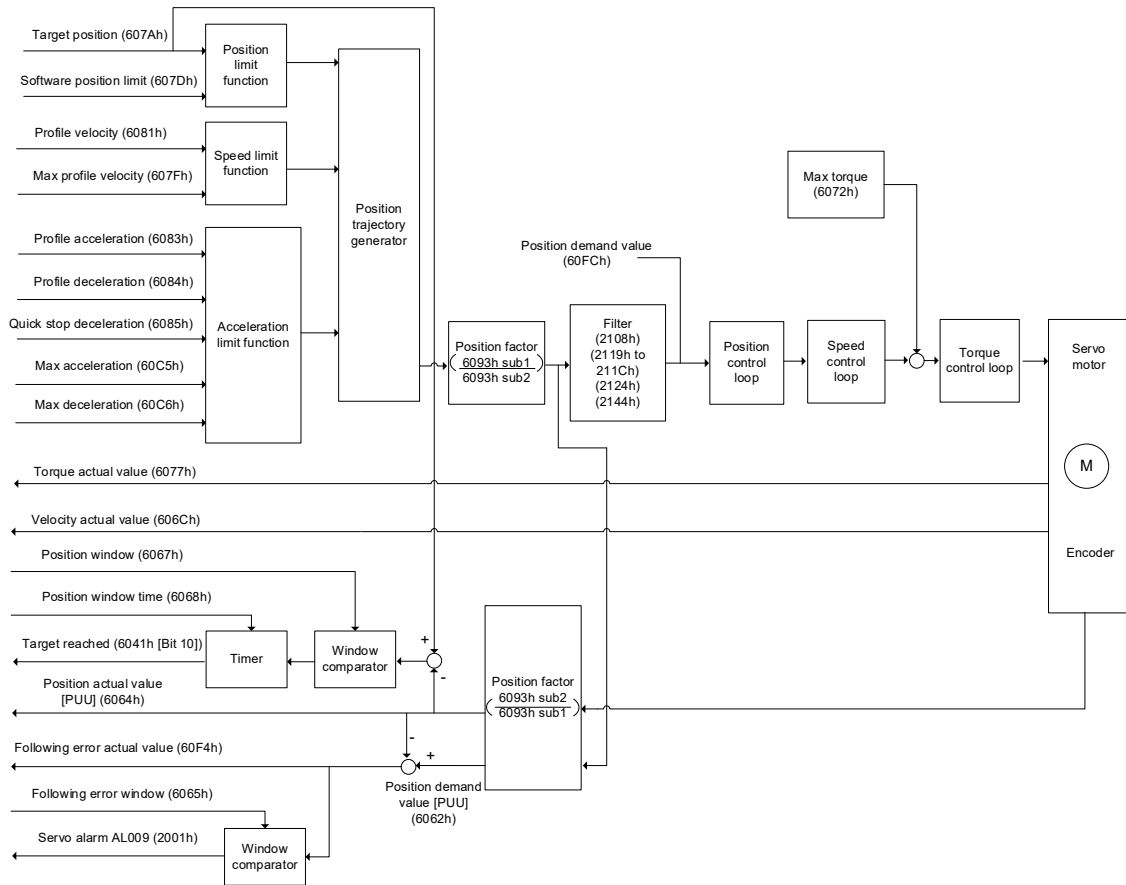 Target position (607Ah)
Software position limit (607Dh)
Position
limit
function
Profile velocity (6081h)
Max profile velocity (607Fh)
Speed limit
function
Profile acceleration (6083h)
Profile deceleration (6084h)
Quick stop deceleration (6085h)
Max acceleration (60C5h)
Max deceleration (60C6h)
Acceleration
limit function
Position
trajectory
generator
Position factor
( 6093h sub1
6093h sub2 )
Position demand value
(60FCh)
Filter
(2108h)
(2119h to
211Ch)
(2124h)
(2144h)
Position
control
loop
Speed
control
loop
Max torque
(6072h)
Torque
control loop
Servo
motor
M
Encoder
Torque actual value (6077h)
Velocity actual value (606Ch)
Position window (6067h)
Position window time (6068h)
Target reached (6041h [Bit 10])
Timer
Window
comparator
+
-
Position actual value
[PUU] (6064h)
Position factor
( 6093h sub2
6093h sub1 )
Following error actual value (60F4h)
-
+
Position demand
value [PUU]
(6062h)
Following error window (6065h)
Servo alarm AL009 (2001h)
Window
comparator